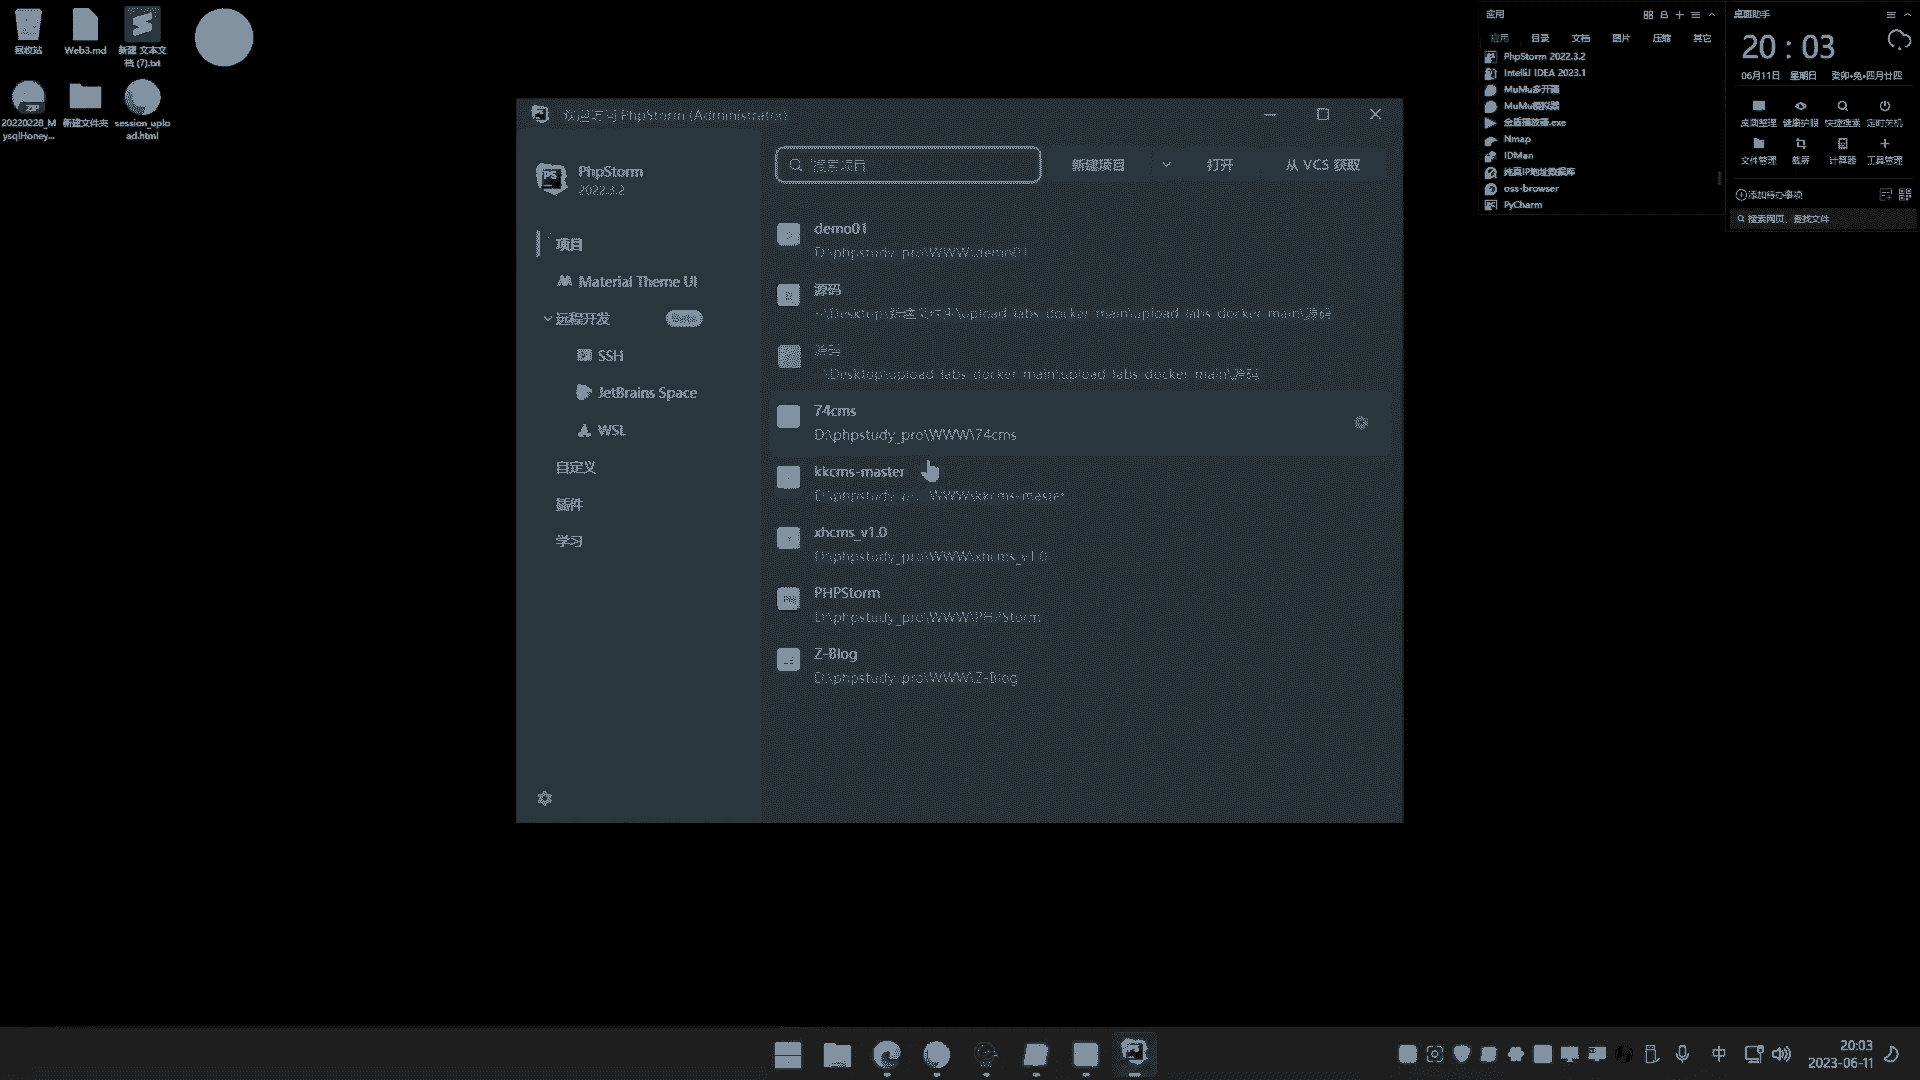 回收站
Web3.md
新建 文本文
档 (7).txt
20220228_M
ysqlHoney...
新建文件夹
session_uplo
ad.html
欢迎访问 PhpStorm (Administrator)
PhpStorm
2022.3.2
项目
Material Theme UI
远程开发
Beta
SSH
JetBrains Space
WSL
自定义
插件
学习
搜索项目
新建项目
打开
从 VCS 获取
demo01
D:\phpstudy_pro\WWW\demo01
源码
~\Desktop\新建文件夹\upload-labs-docker-main\upload-labs-docker-main\源码
源码
~\Desktop\upload-labs-docker-main\upload-labs-docker-main\源码
74cms
D:\phpstudy_pro\WWW\74cms
kkcms-master
D:\phpstudy_pro\WWW\kkcms-master
xhcms_v1.0
D:\phpstudy_pro\WWW\xhcms_v1.0
PHPStorm
D:\phpstudy_pro\WWW\PHPStorm
Z-Blog
D:\phpstudy_pro\WWW\Z-Blog
应用
应用 目录 文档 图片 压缩 其它
PhpStorm 2022.3.2
IntelliJ IDEA 2023.1
MuMu多开器
MuMu模拟器
Nmap
IDMan
纯真IP地址数据库
oss-browser
PyCharm
桌面助手
20 : 03
06月11日 星期日 癸卯•兔•四月廿四
桌面整理 健康护眼 快捷搜索 定时关机
文件管理 截屏 计算器 工具管理
添加待办事项
搜索网页、查找文件
中
20:03
2023-06-11